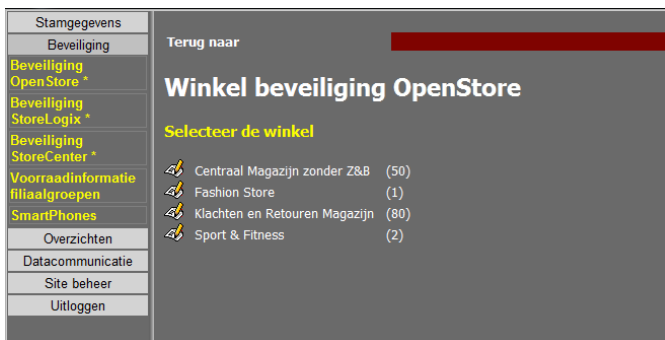 Stamgegevens
Beveiliging
Beveiliging
OpenStore *
Beveiliging
StoreLogix *
Beveiliging
StoreCenter *
Voorraadinformatie
filiaalgroepen
SmartPhones
Overzichten
Datacommunicatie
Site beheer
Uitloggen
Terug naar
Winkel beveiliging OpenStore
Selecteer de winkel
Centraal Magazijn zonder Z&B (50)
Fashion Store (1)
Klachten en Retouren Magazijn (80)
Sport & Fitness (2)